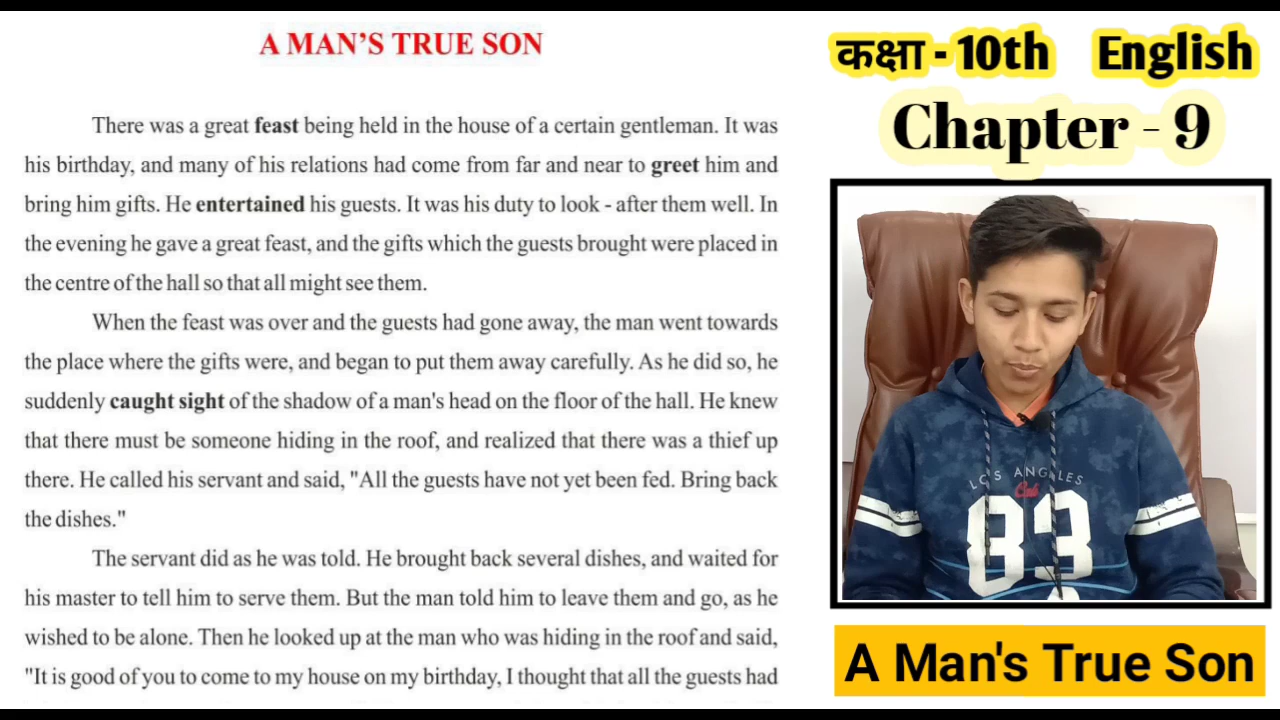 A MAN'S TRUE SON
There was a great feast being held in the house of a certain gentleman. It was
his birthday, and many of his relations had come from far and near to greet him and
bring him gifts. He entertained his guests. It was his duty to look - after them well. In
the evening he gave a great feast, and the gifts which the guests brought were placed in
the centre of the hall so that all might see them.
When the feast was over and the guests had gone away, the man went towards
the place where the gifts were, and began to put them away carefully. As he did so, he
suddenly caught sight of the shadow of a man's head on the floor of the hall. He knew
that there must be someone hiding in the roof, and realized that there was a thief up
there. He called his servant and said, "All the guests have not yet been fed. Bring back
the dishes."
The servant did as he was told. He brought back several dishes, and waited for
his master to tell him to serve them. But the man told him to leave them and go, as he
wished to be alone. Then he looked up at the man who was hiding in the roof and said,
"It is good of you to come to my house on my birthday, I thought that all the guests had
कक्षा - 10th English
Chapter - 9
LOS ANGELES
83
A Man's True Son